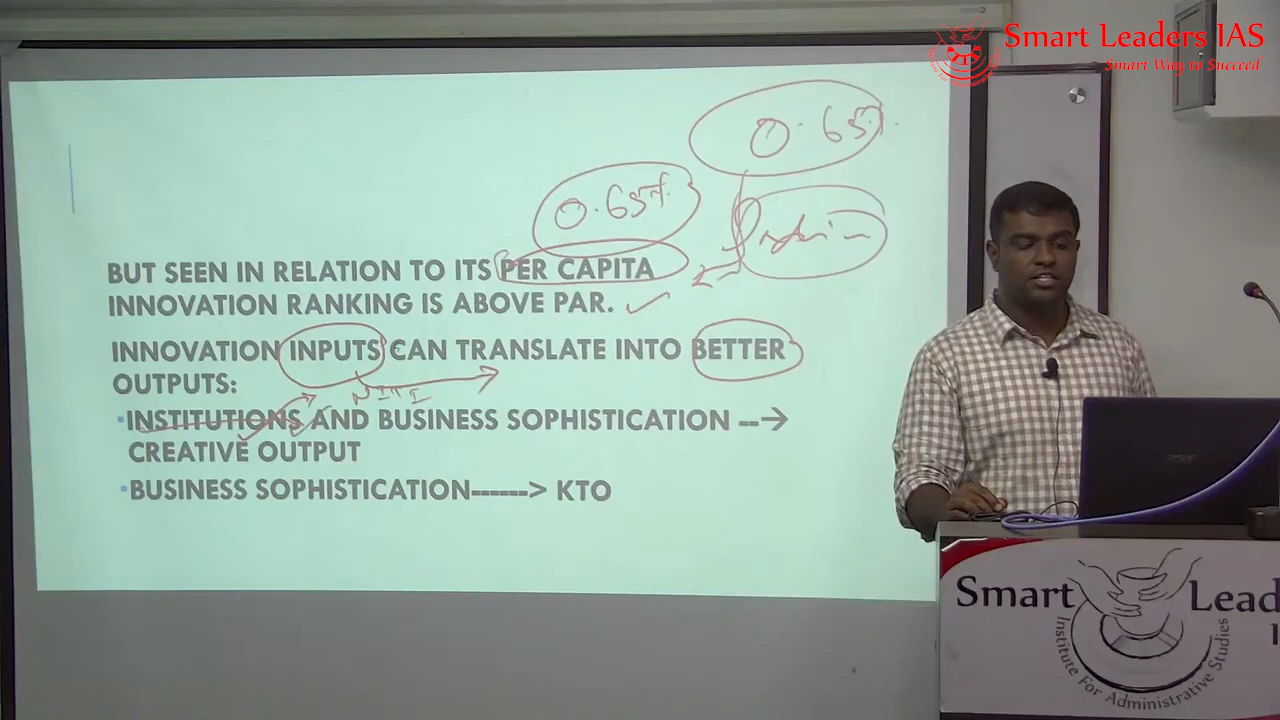 Smart Leaders IAS
Smart Way to Succeed
0.65%.
0.65%.
BUT SEEN IN RELATION TO ITS PER CAPITA
INNOVATION RANKING IS ABOVE PAR.
INNOVATION INPUTS CAN TRANSLATE INTO BETTER
OUTPUTS:
NITI
▪INSTITUTIONS AND BUSINESS SOPHISTICATION --→
CREATIVE OUTPUT
▪BUSINESS SOPHISTICATION------> KTO
acer
Smart Lead
I
Institute For Administrative Studies